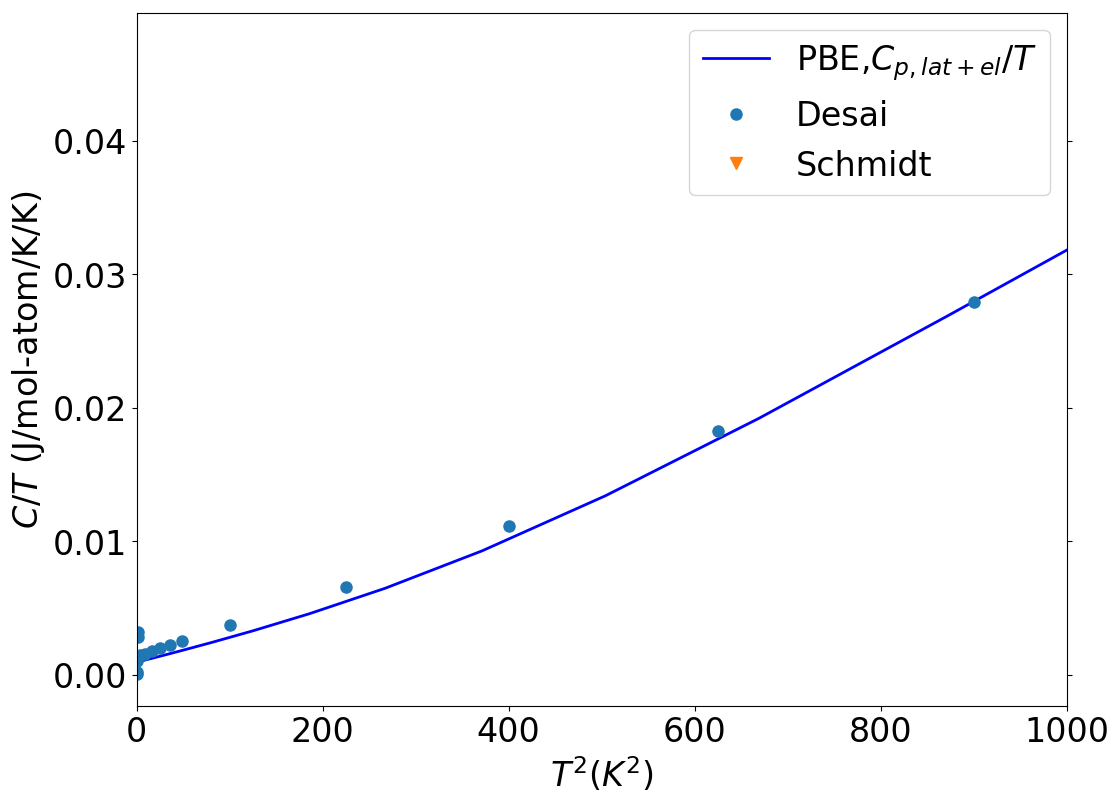 PBE,$C_{p, lat+el}/T$
Desai
Schmidt
0.04
0.03
0.02
0.01
0.00
C/T (J/mol-atom/K/K)
0 200 400 600 800 1000
$T^2(K^2)$